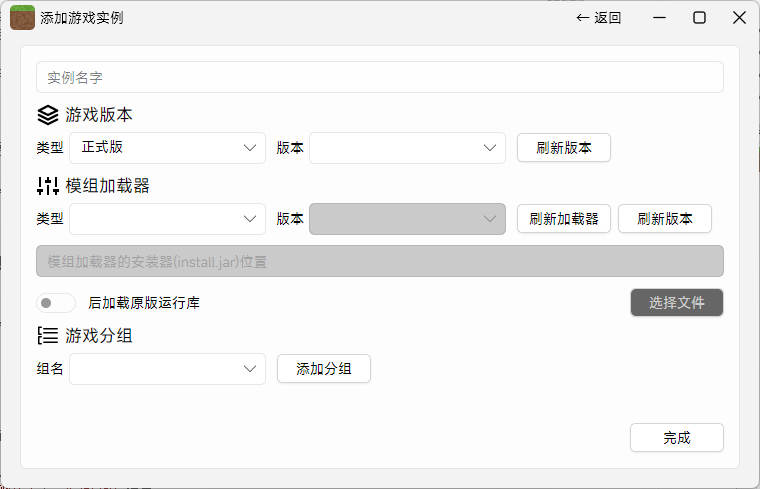 添加游戏实例 ← 返回
实例名字
游戏版本
类型 正式版 版本 刷新版本
模组加载器
类型 版本 刷新加载器 刷新版本
模组加载器的安装器(install.jar)位置
后加载原版运行库 选择文件
游戏分组
组名 添加分组
完成